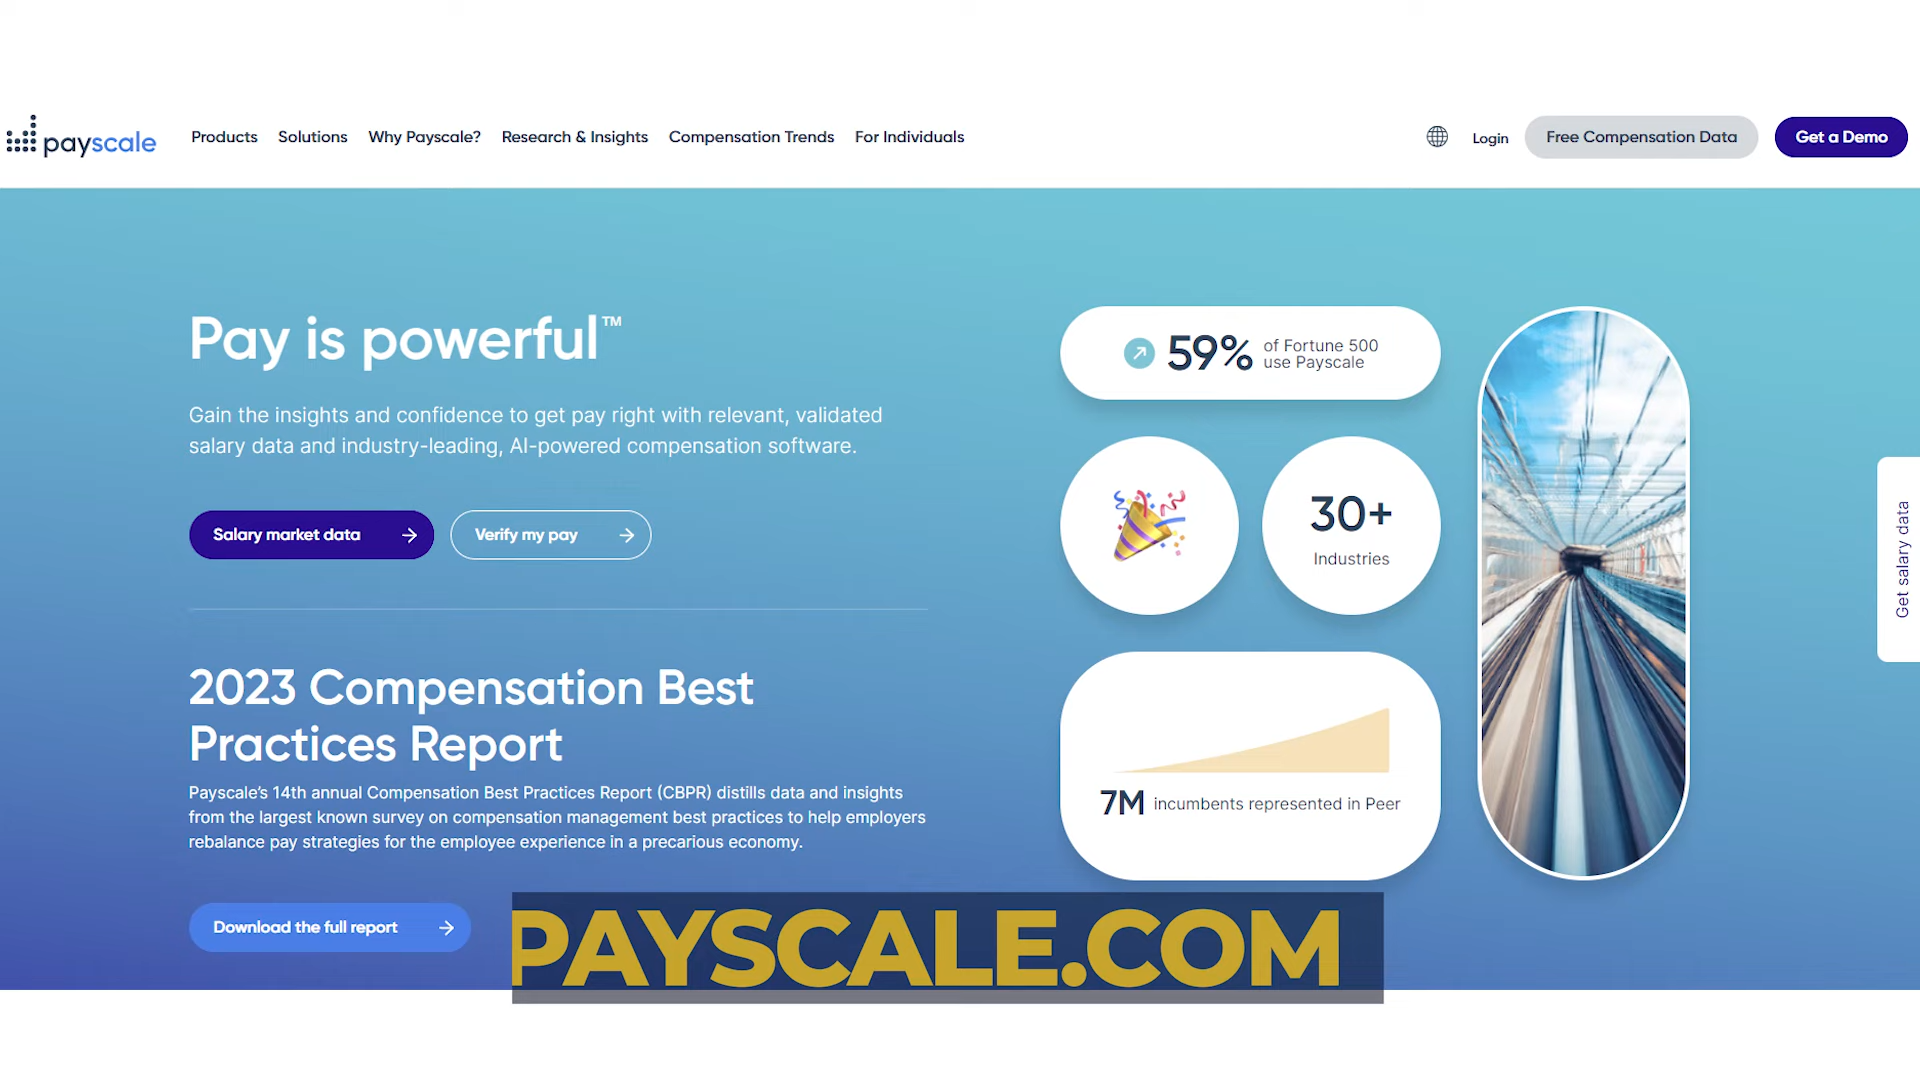 payscale
Products Solutions Why Payscale? Research & Insights Compensation Trends For Individuals
Login Free Compensation Data Get a Demo
Pay is powerful™
Gain the insights and confidence to get pay right with relevant, validated
salary data and industry-leading, AI-powered compensation software.
Salary market data Verify my pay
2023 Compensation Best
Practices Report
Payscale's 14th annual Compensation Best Practices Report (CBPR) distills data and insights
from the largest known survey on compensation management best practices to help employers
rebalance pay strategies for the employee experience in a precarious economy.
Download the full report
59% of Fortune 500
use Payscale
30+
Industries
7M incumbents represented in Peer
Get salary data
PAYSCALE.COM